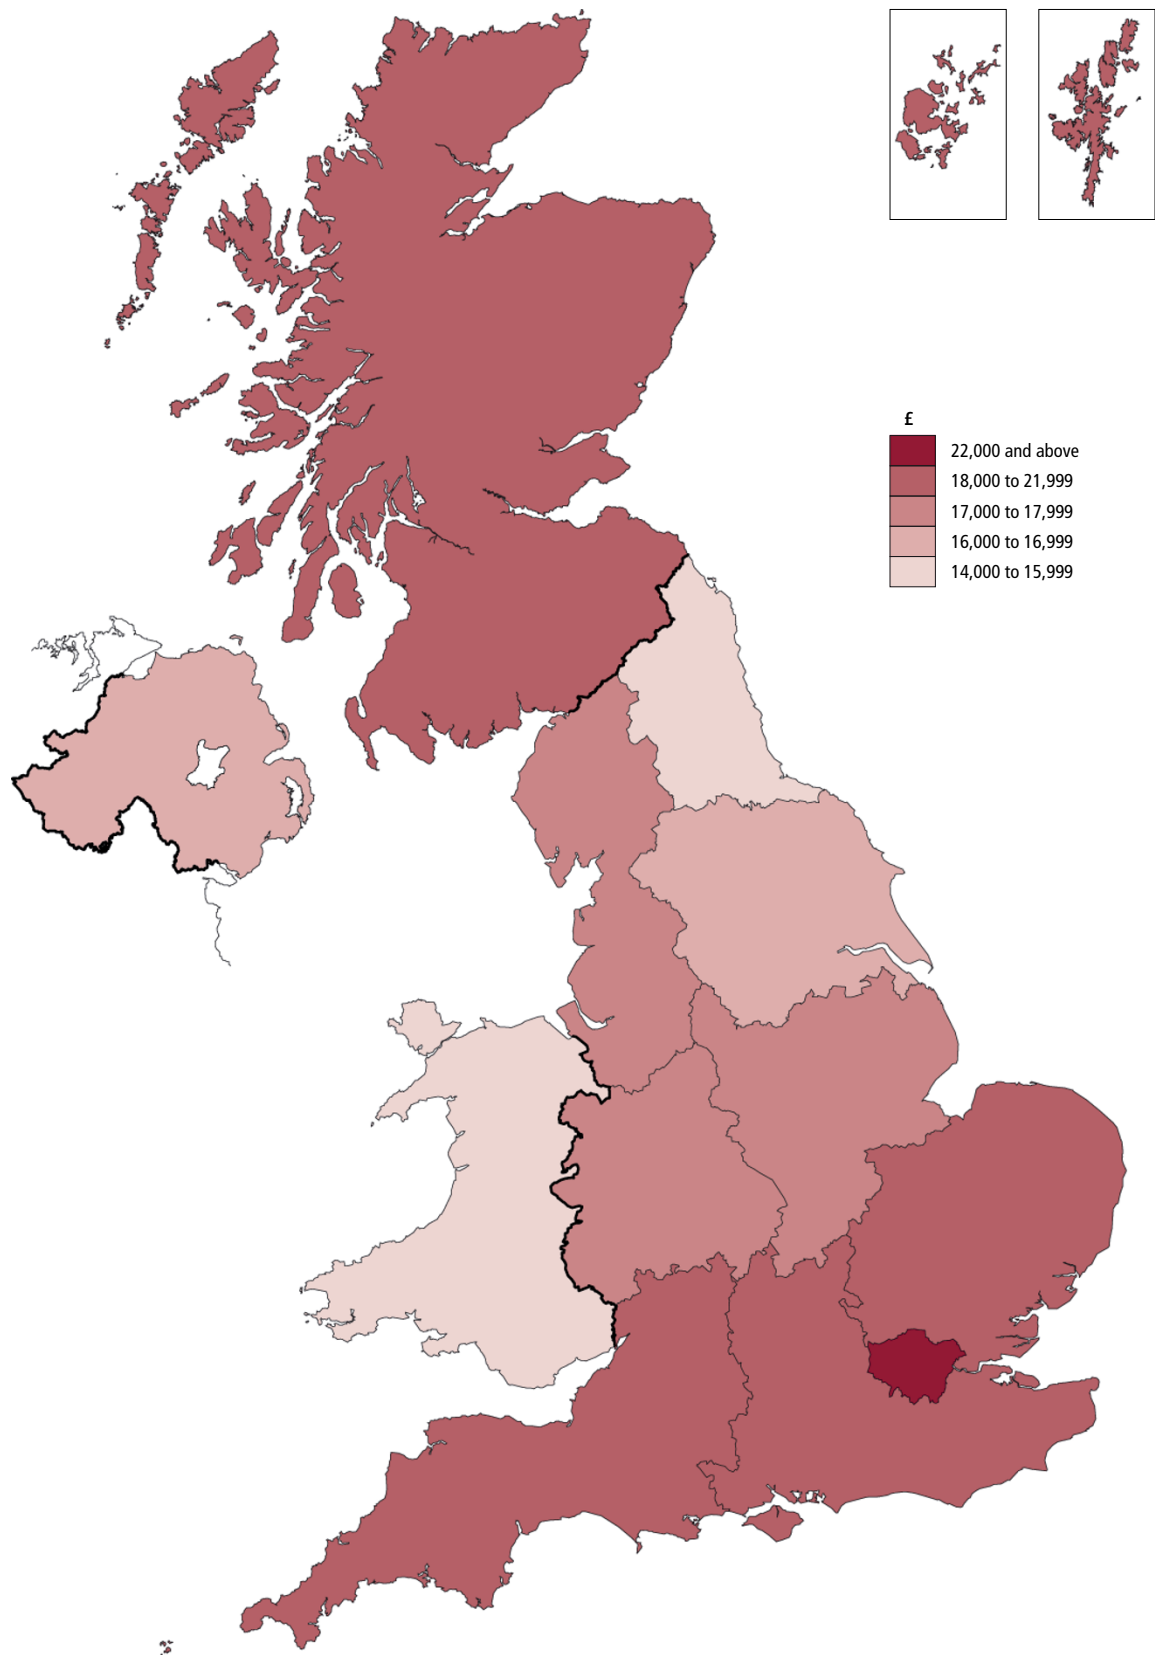 £
22,000 and above
18,000 to 21,999
17,000 to 17,999
16,000 to 16,999
14,000 to 15,999